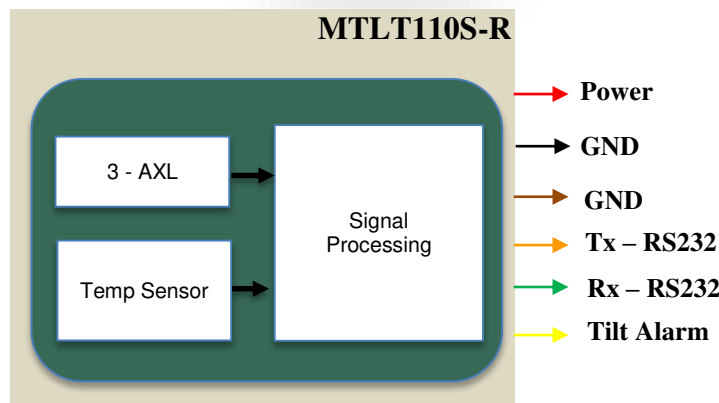 MTLT110S-R
Power
3 - AXL
GND
GND
Signal
Processing
Tx – RS232
Temp Sensor
Rx – RS232
Tilt Alarm